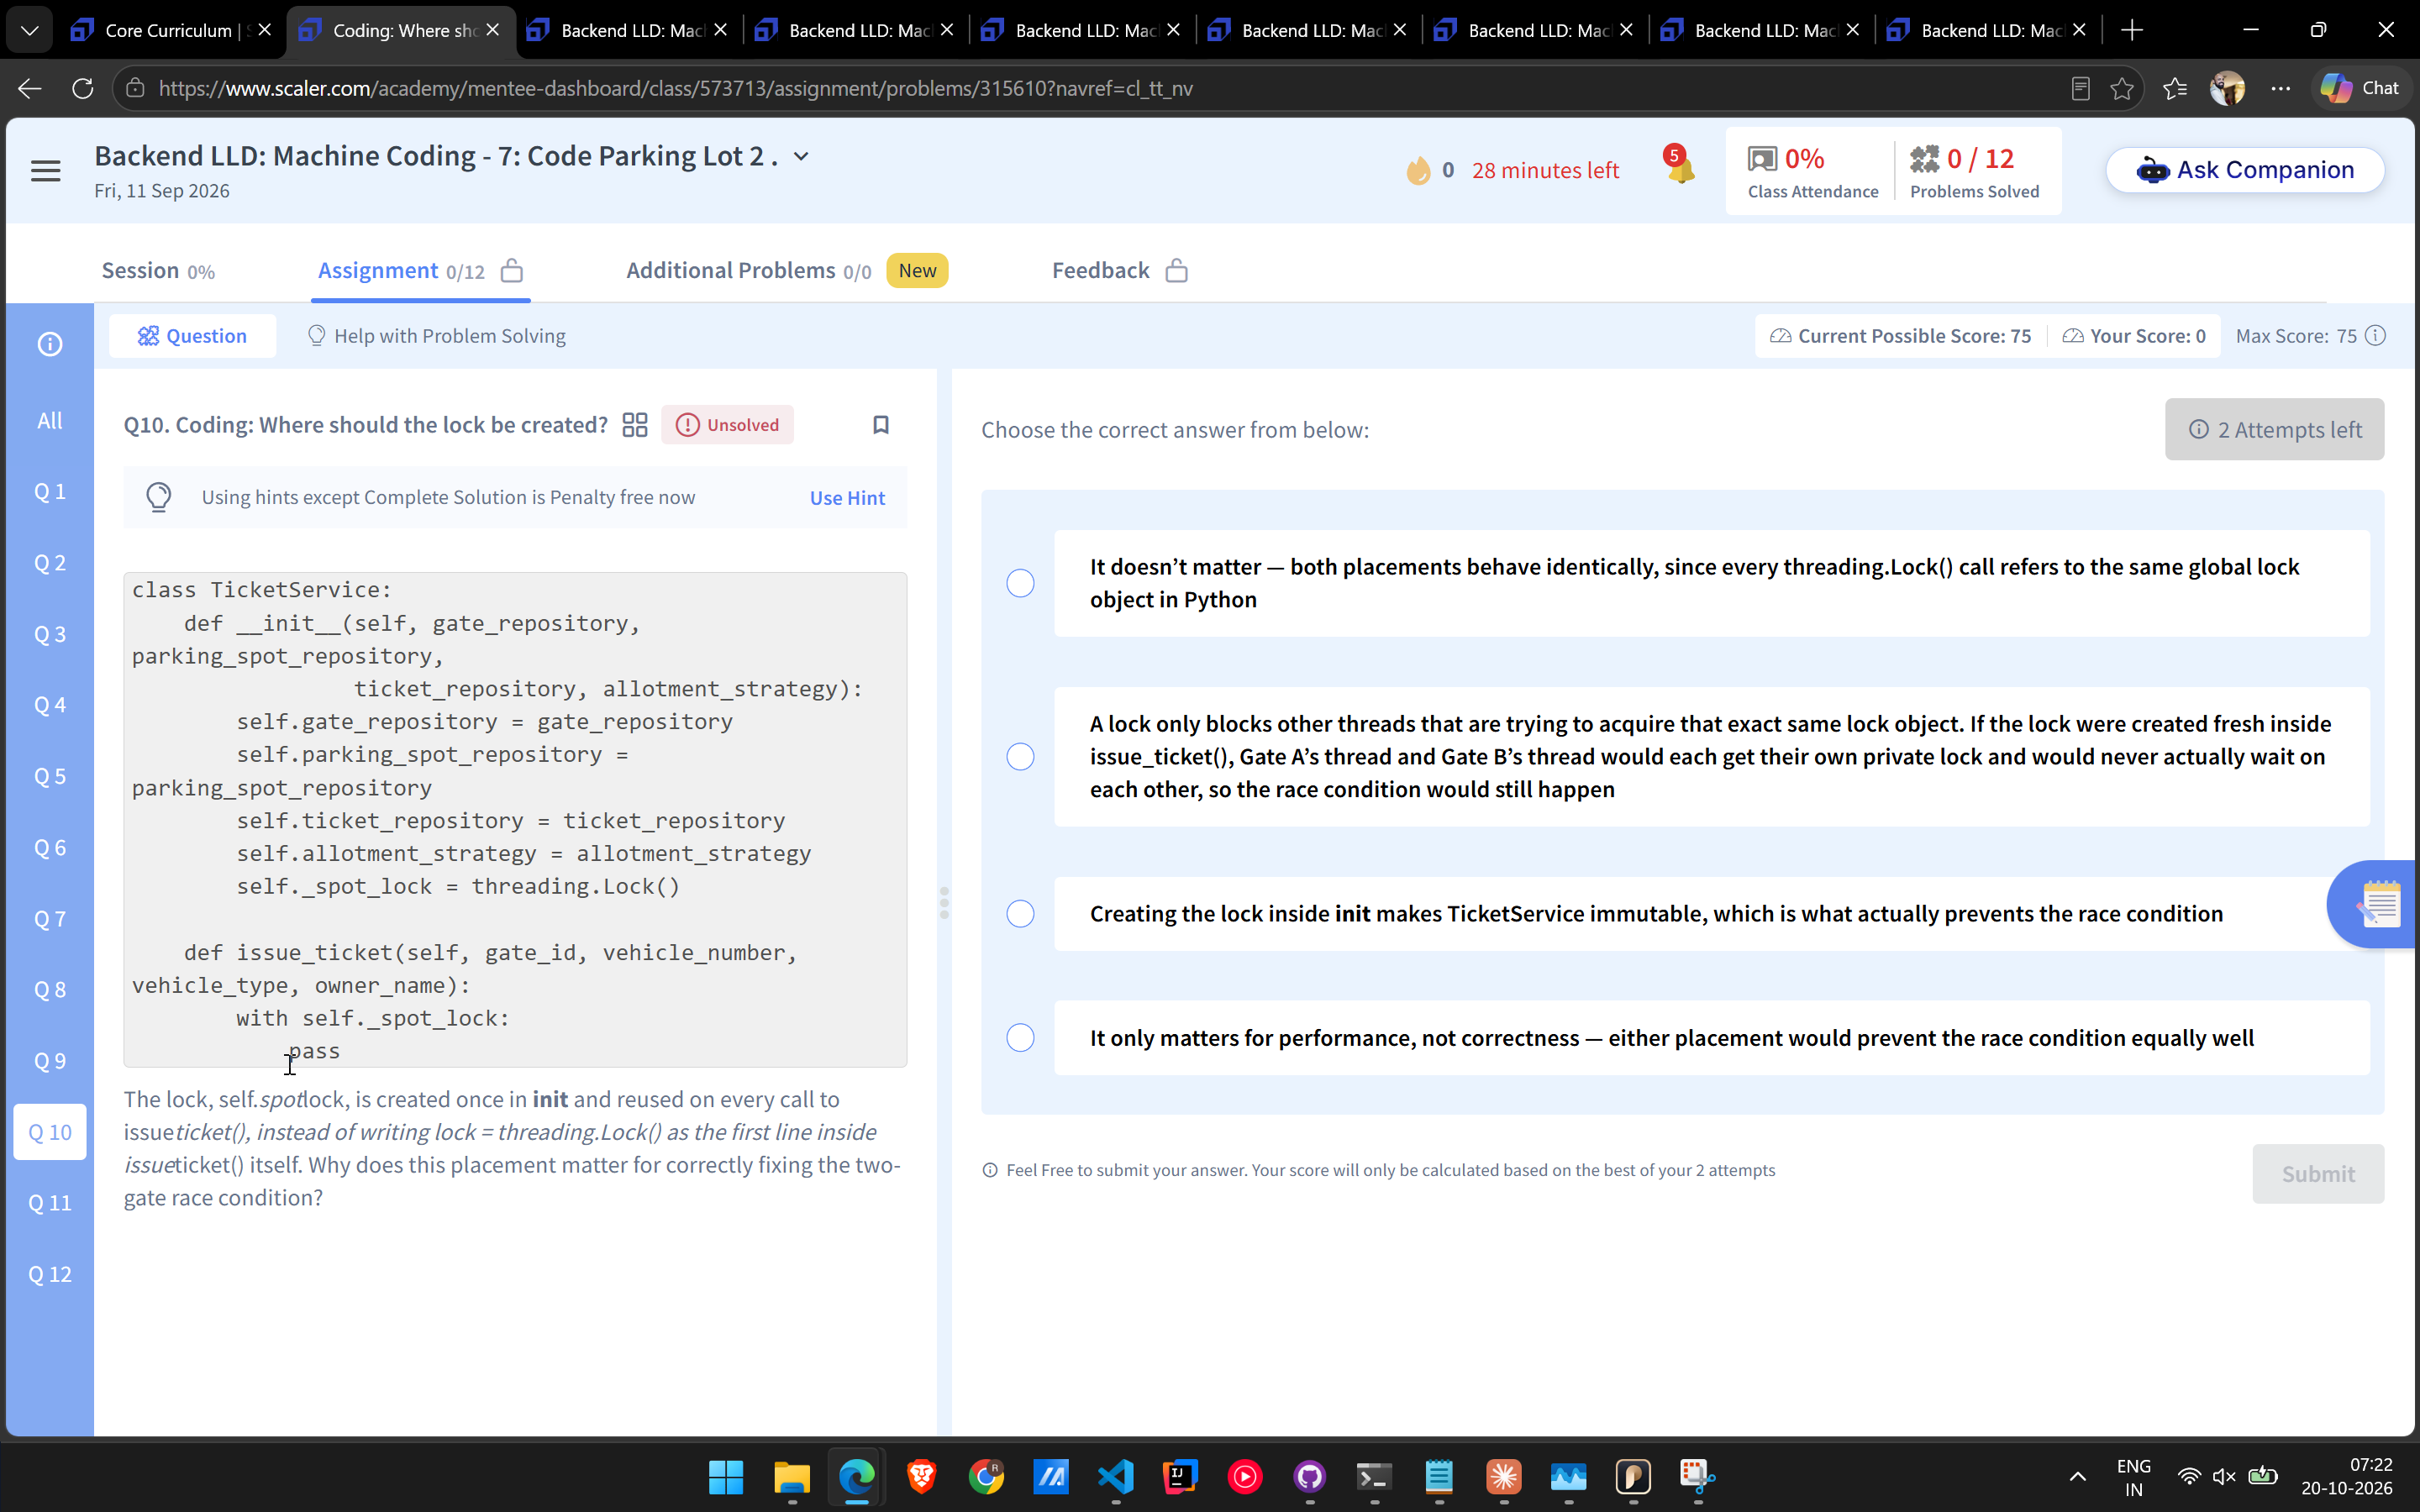 Core Curriculum |
Coding: Where sho
Backend LLD: Mac
Backend LLD: Mac
Backend LLD: Mac
Backend LLD: Mac
Backend LLD: Mac
Backend LLD: Mac
Backend LLD: Mac
https://www.scaler.com/academy/mentee-dashboard/class/573713/assignment/problems/315610?navref=cl_tt_nv
Chat
Backend LLD: Machine Coding - 7: Code Parking Lot 2 .
Fri, 11 Sep 2026
0
28 minutes left
5
0%
Class Attendance
0 / 12
Problems Solved
Ask Companion
Session 0%
Assignment 0/12
Additional Problems 0/0 New
Feedback
Question
Help with Problem Solving
Current Possible Score: 75
Your Score: 0
Max Score: 75
All
Q 1
Q 2
Q 3
Q 4
Q 5
Q 6
Q 7
Q 8
Q 9
Q 10
Q 11
Q 12
Q10. Coding: Where should the lock be created?
Unsolved
Using hints except Complete Solution is Penalty free now
Use Hint
class TicketService:
def __init__(self, gate_repository,
parking_spot_repository,
ticket_repository, allotment_strategy):
self.gate_repository = gate_repository
self.parking_spot_repository =
parking_spot_repository
self.ticket_repository = ticket_repository
self.allotment_strategy = allotment_strategy
self._spot_lock = threading.Lock()
def issue_ticket(self, gate_id, vehicle_number,
vehicle_type, owner_name):
with self._spot_lock:
pass
The lock, self.spotlock, is created once in init and reused on every call to
issueticket(), instead of writing lock = threading.Lock() as the first line inside
issueticket() itself. Why does this placement matter for correctly fixing the two-
gate race condition?
Choose the correct answer from below:
2 Attempts left
It doesn't matter — both placements behave identically, since every threading.Lock() call refers to the same global lock
object in Python
A lock only blocks other threads that are trying to acquire that exact same lock object. If the lock were created fresh inside
issue_ticket(), Gate A's thread and Gate B's thread would each get their own private lock and would never actually wait on
each other, so the race condition would still happen
Creating the lock inside init makes TicketService immutable, which is what actually prevents the race condition
It only matters for performance, not correctness — either placement would prevent the race condition equally well
Feel Free to submit your answer. Your score will only be calculated based on the best of your 2 attempts
Submit
R
IJ
ENG
IN
07:22
20-10-2026